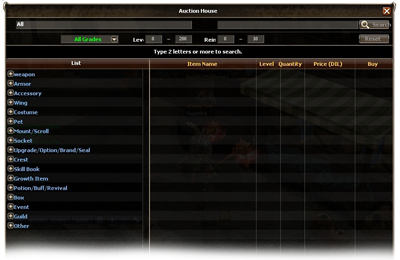 Auction House
All Search
All Grades Lev 0 ~ 200 Rein 0 ~ 10 Reset
Type 2 letters or more to search.
List Item Name Level Quantity Price (DIL) Buy
weapon
Armor
Accessory
Wing
Costume
Pet
Mount/Scroll
Socket
Upgrade/Option/Brand/Seal
Crest
Skill Book
Growth Item
Potion/Buff/Revival
Box
Event
Guild
Other